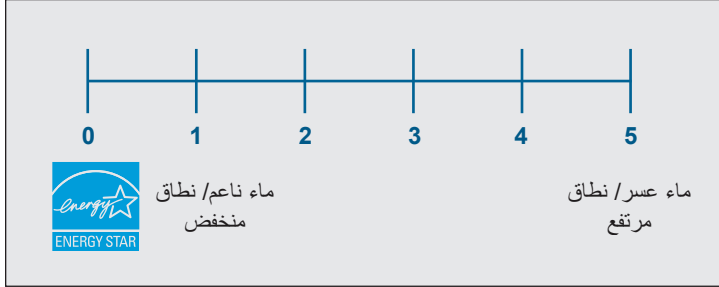 0 1 2 3 4 5
energy
ENERGY STAR
ماء ناعم/ نطاق
منخفض
ماء عسر/ نطاق
مرتفع